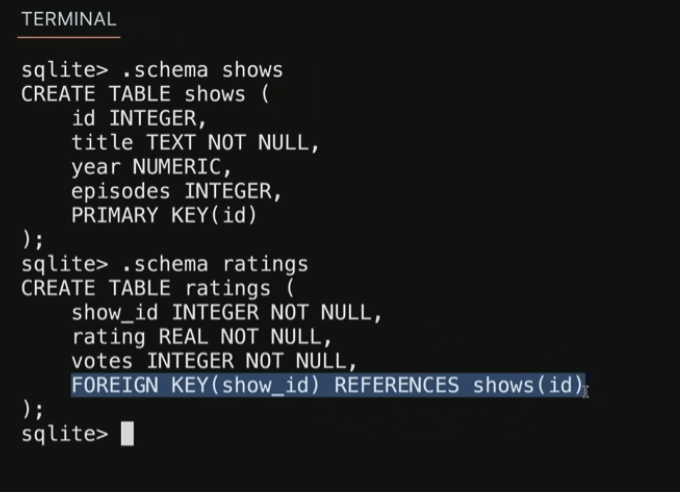 TERMINAL
sqlite> .schema shows
CREATE TABLE shows (
    id INTEGER,
    title TEXT NOT NULL,
    year NUMERIC,
    episodes INTEGER,
    PRIMARY KEY(id)
);
sqlite> .schema ratings
CREATE TABLE ratings (
    show_id INTEGER NOT NULL,
    rating REAL NOT NULL,
    votes INTEGER NOT NULL,
    FOREIGN KEY(show_id) REFERENCES shows(id)
);
sqlite>